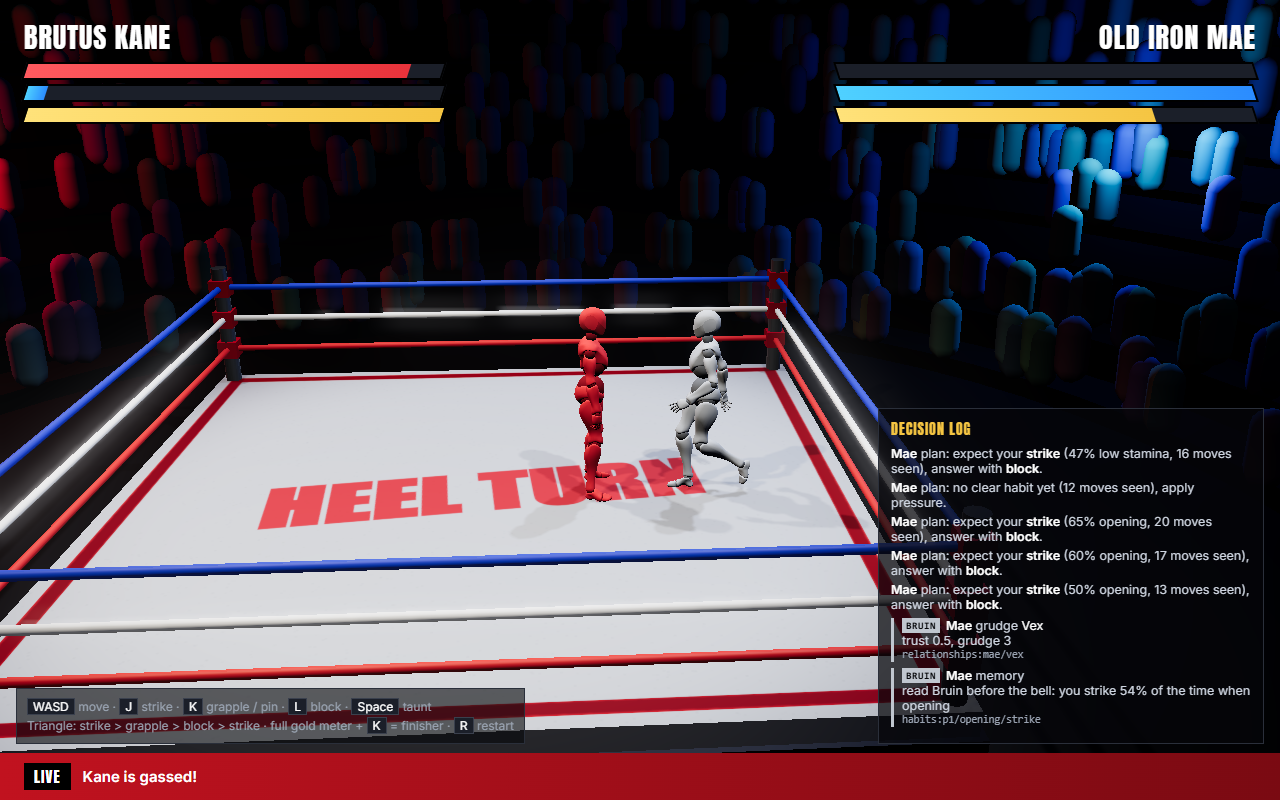 BRUTUS KANE
OLD IRON MAE
HEEL TURN
DECISION LOG
Mae plan: expect your strike (47% low stamina, 16 moves
seen), answer with block.
Mae plan: no clear habit yet (12 moves seen), apply
pressure.
Mae plan: expect your strike (65% opening, 20 moves
seen), answer with block.
Mae plan: expect your strike (60% opening, 17 moves seen),
answer with block.
Mae plan: expect your strike (50% opening, 13 moves seen),
answer with block.
BRUIN Mae grudge Vex
trust 0.5, grudge 3
relationships:mae/vex
BRUIN Mae memory
read Bruin before the bell: you strike 54% of the time when
opening
habits:p1/opening/strike
WASD move · J strike · K grapple / pin · L block · Space taunt
Triangle: strike > grapple > block > strike · full gold meter + K = finisher · R restart
LIVE Kane is gassed!